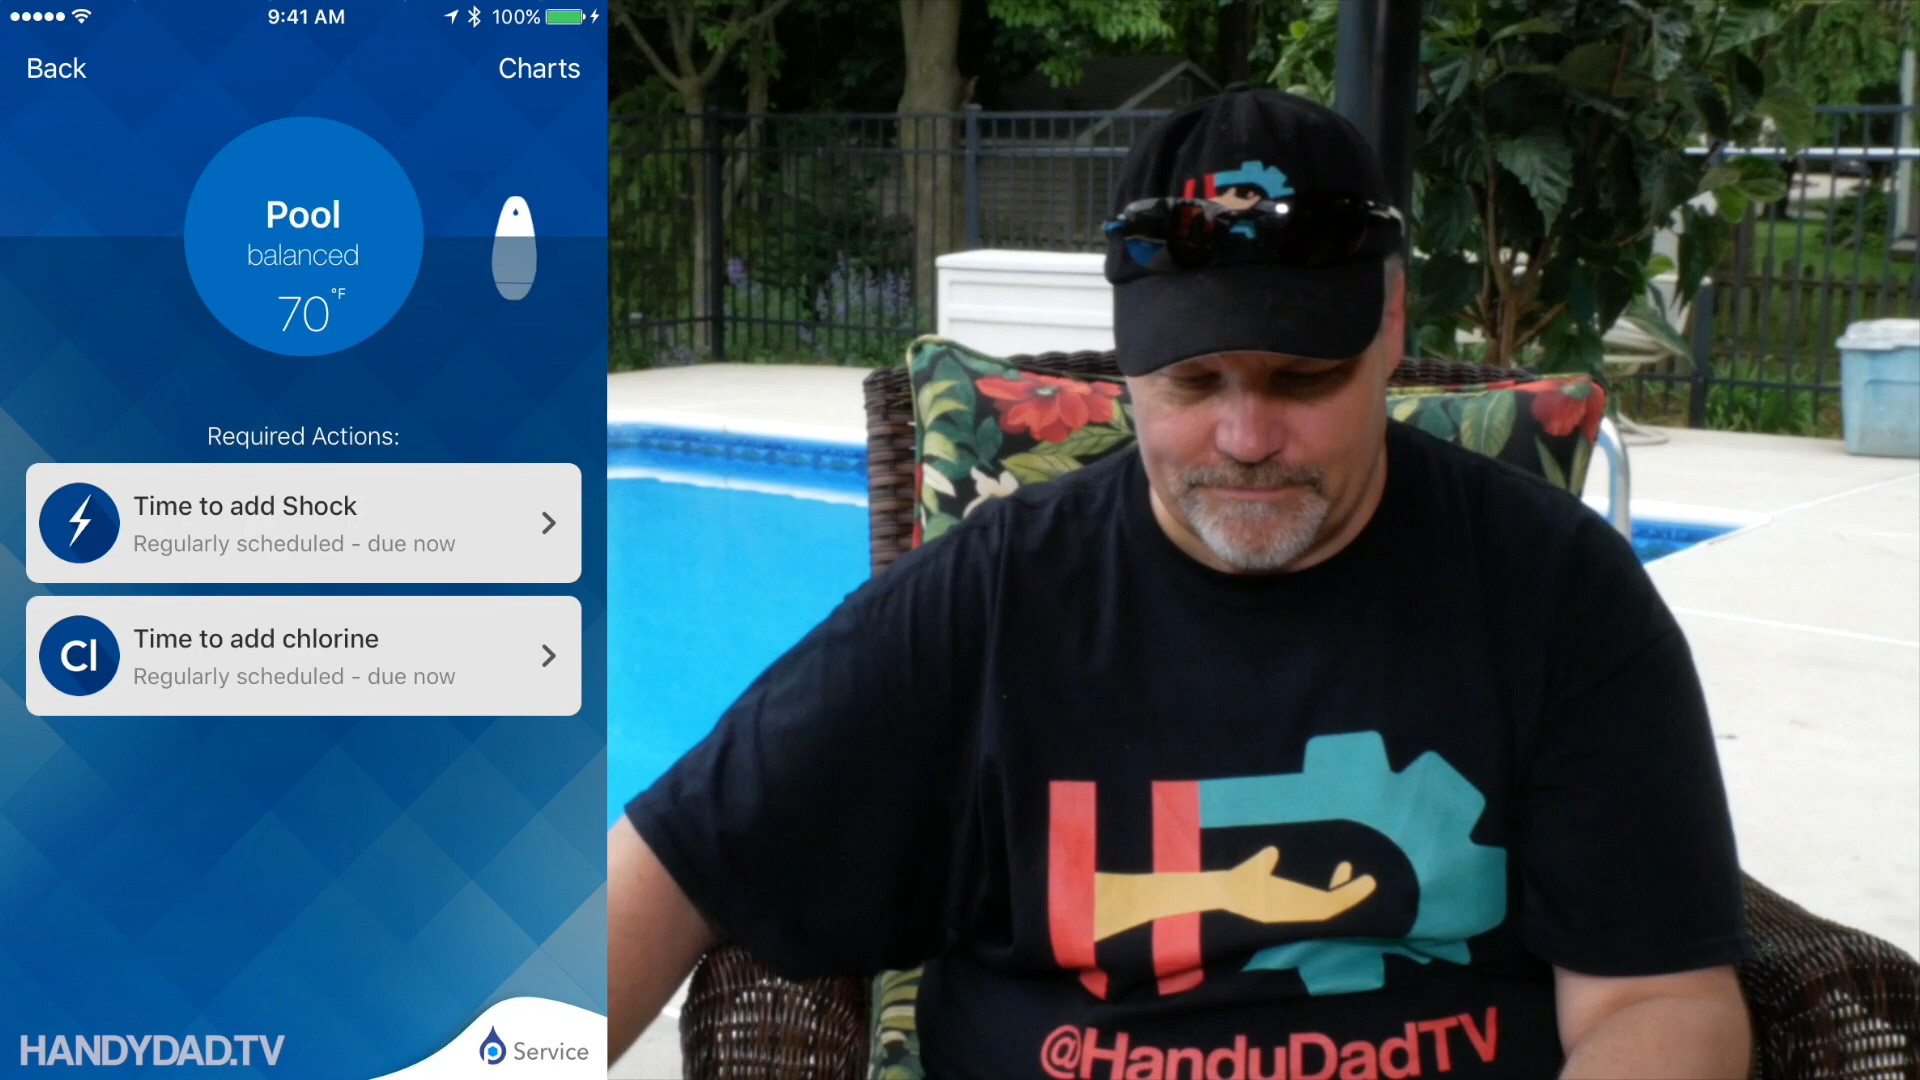 9:41 AM
100%
Back
Charts
Pool
balanced
70°F
Required Actions:
Time to add Shock
Regularly scheduled - due now
Cl
Time to add chlorine
Regularly scheduled - due now
HANDYDAD.TV
Service
HD
@HandyDadTV